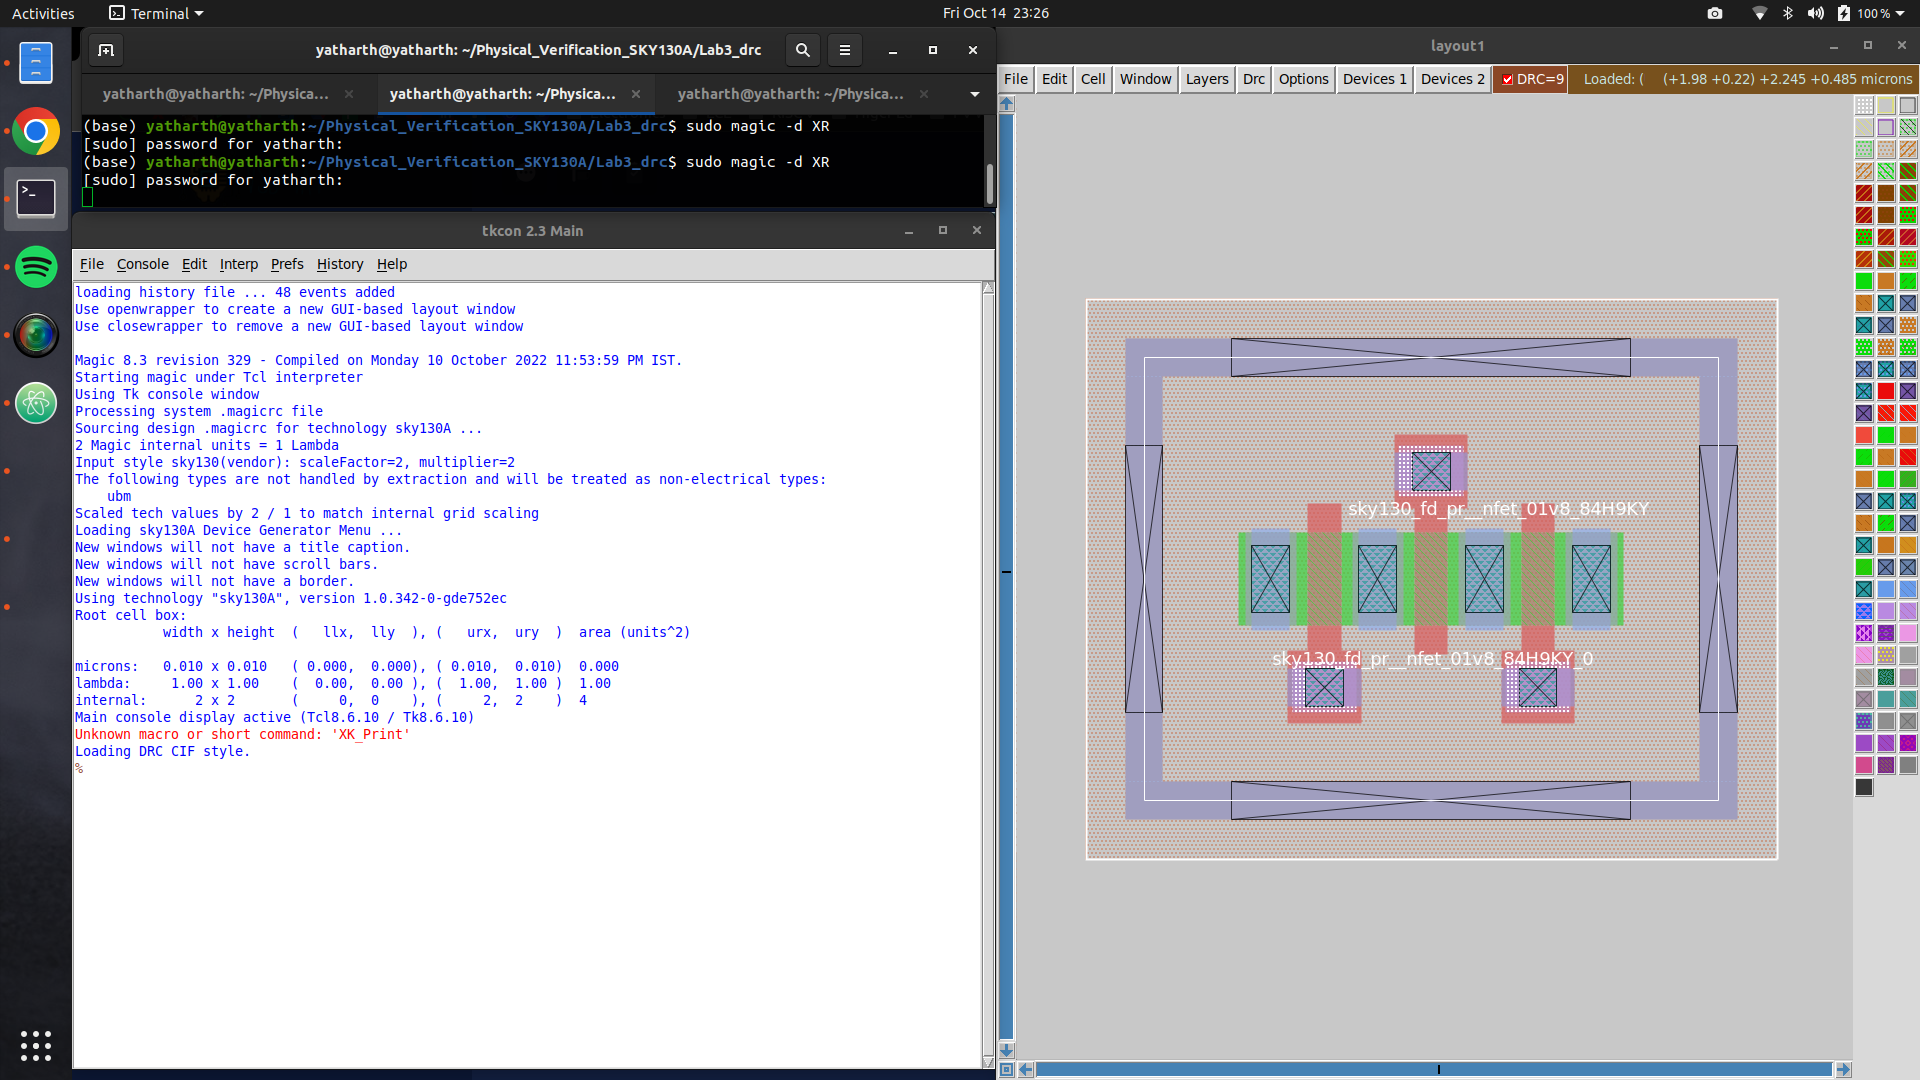 Activities
Terminal
Fri Oct 14 23:26
100 %
yatharth@yatharth: ~/Physical_Verification_SKY130A/Lab3_drc
yatharth@yatharth: ~/Physica...
yatharth@yatharth: ~/Physica...
yatharth@yatharth: ~/Physica...
(base) yatharth@yatharth:~/Physical_Verification_SKY130A/Lab3_drc$ sudo magic -d XR
[sudo] password for yatharth:
(base) yatharth@yatharth:~/Physical_Verification_SKY130A/Lab3_drc$ sudo magic -d XR
[sudo] password for yatharth:
tkcon 2.3 Main
File Console Edit Interp Prefs History Help
loading history file ... 48 events added
Use openwrapper to create a new GUI-based layout window
Use closewrapper to remove a new GUI-based layout window
Magic 8.3 revision 329 - Compiled on Monday 10 October 2022 11:53:59 PM IST.
Starting magic under Tcl interpreter
Using Tk console window
Processing system .magicrc file
Sourcing design .magicrc for technology sky130A ...
2 Magic internal units = 1 Lambda
Input style sky130(vendor): scaleFactor=2, multiplier=2
The following types are not handled by extraction and will be treated as non-electrical types:
ubm
Scaled tech values by 2 / 1 to match internal grid scaling
Loading sky130A Device Generator Menu ...
New windows will not have a title caption.
New windows will not have scroll bars.
New windows will not have a border.
Using technology "sky130A", version 1.0.342-0-gde752ec
Root cell box:
width x height ( llx, lly ), ( urx, ury ) area (units^2)
microns: 0.010 x 0.010 ( 0.000, 0.000), ( 0.010, 0.010) 0.000
lambda: 1.00 x 1.00 ( 0.00, 0.00 ), ( 1.00, 1.00 ) 1.00
internal: 2 x 2 ( 0, 0 ), ( 2, 2 ) 4
Main console display active (Tcl8.6.10 / Tk8.6.10)
Unknown macro or short command: 'XK_Print'
Loading DRC CIF style.
%
layout1
File Edit Cell Window Layers Drc Options Devices 1 Devices 2 DRC=9 Loaded: ( (+1.98 +0.22) +2.245 +0.485 microns
sky130_fd_pr__nfet_01v8_84H9KY
sky130_fd_pr__nfet_01v8_84H9KY_0